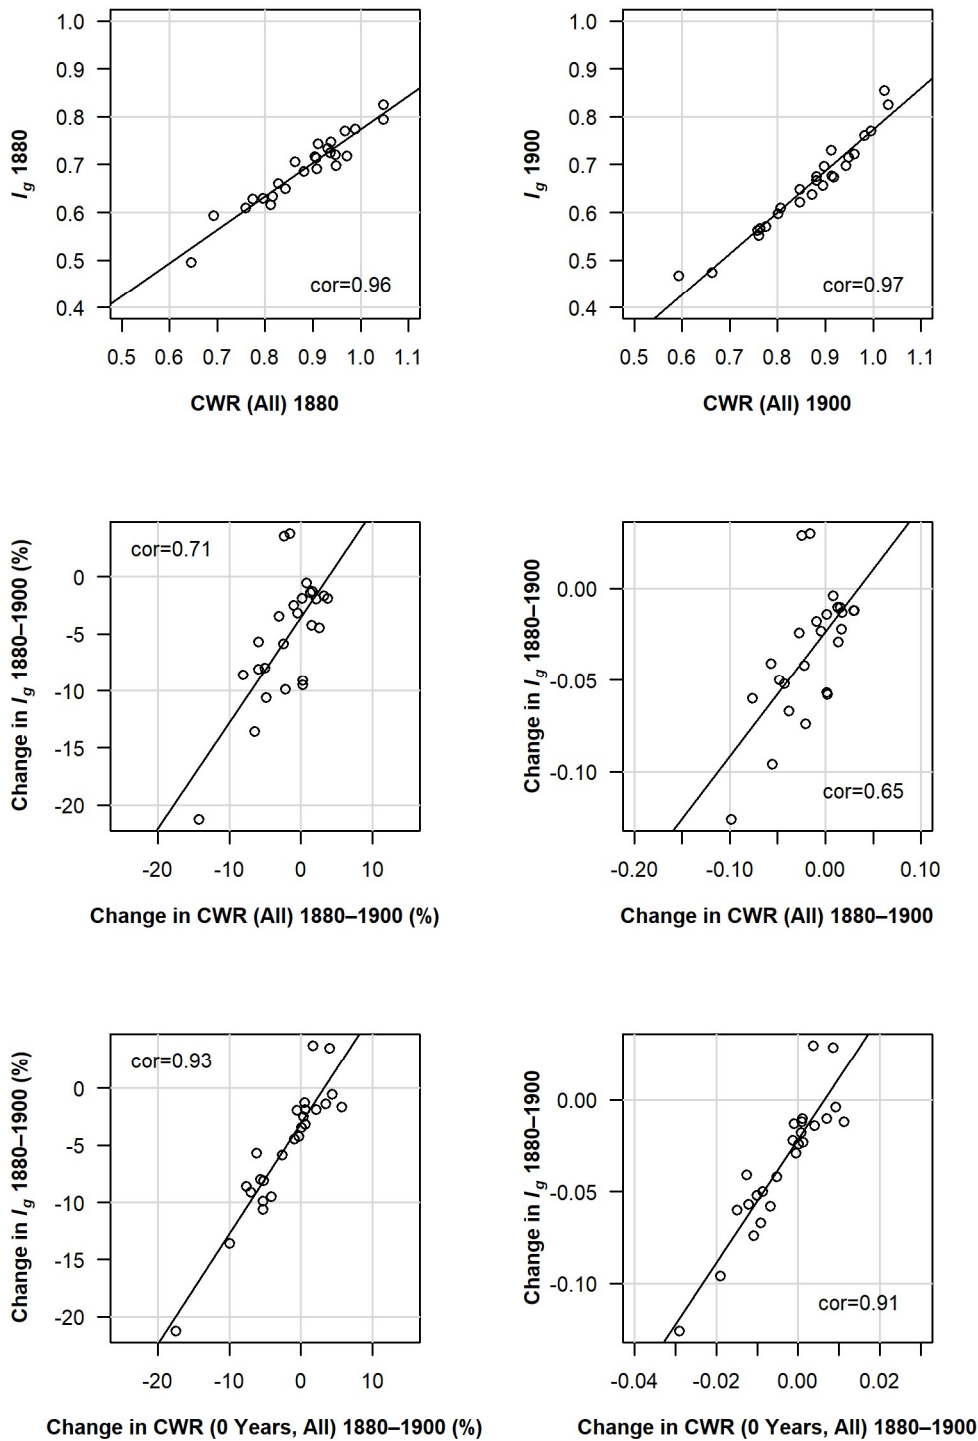 1.0
0.9
0.8
0.7
0.6
0.5
0.4
Ig 1880
cor=0.96
0.5 0.6 0.7 0.8 0.9 1.0 1.1
CWR (All) 1880
1.0
0.9
0.8
0.7
0.6
0.5
0.4
Ig 1900
cor=0.97
0.5 0.6 0.7 0.8 0.9 1.0 1.1
CWR (All) 1900
Change in Ig 1880–1900 (%)
cor=0.71
0
-5
-10
-15
-20
-20 -10 0 10
Change in CWR (All) 1880–1900 (%)
Change in Ig 1880–1900
0.00
-0.05
-0.10
cor=0.65
-0.20 -0.10 0.00 0.10
Change in CWR (All) 1880–1900
Change in Ig 1880–1900 (%)
cor=0.93
0
-5
-10
-15
-20
-20 -10 0 10
Change in CWR (0 Years, All) 1880–1900 (%)
Change in Ig 1880–1900
0.00
-0.05
-0.10
cor=0.91
-0.04 -0.02 0.00 0.02
Change in CWR (0 Years, All) 1880–1900